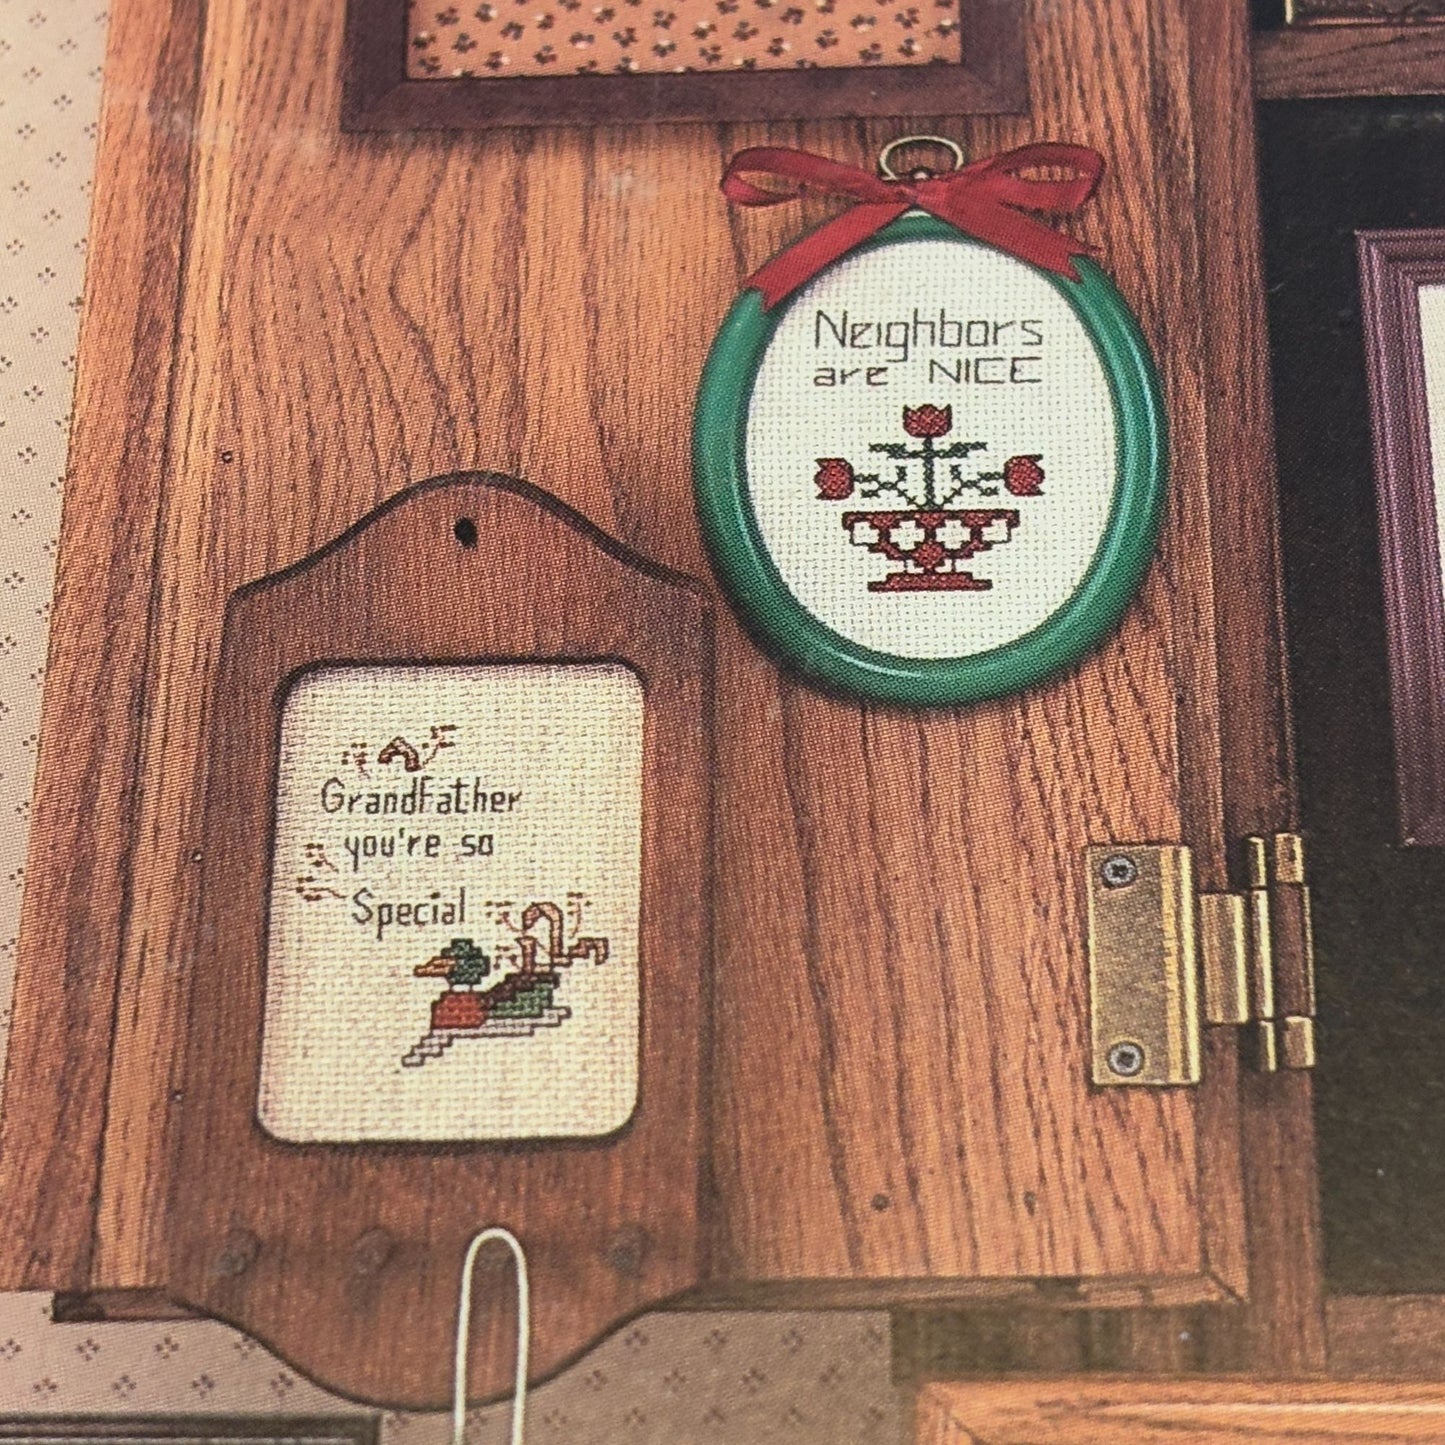 Neighbors
are NICE
Grandfather
you're so
Special